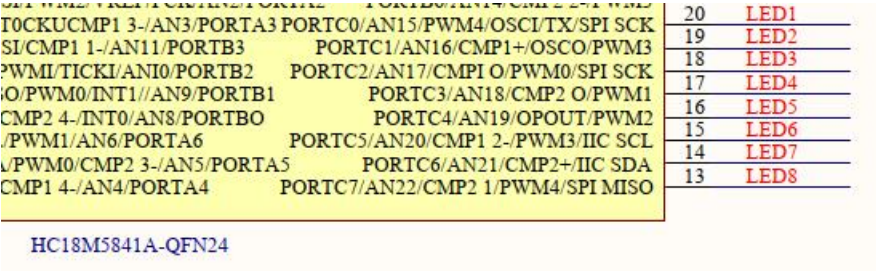 T0CKUCMP1 3-/AN3/PORTA3 PORTC0/AN15/PWM4/OSCI/TX/SPI SCK 20 LED1
SI/CMP1 1-/AN11/PORTB3 PORTC1/AN16/CMP1+/OSCO/PWM3 19 LED2
PWMI/TICKI/ANI0/PORTB2 PORTC2/AN17/CMPI O/PWM0/SPI SCK 18 LED3
SO/PWM0/INT1//AN9/PORTB1 PORTC3/AN18/CMP2 O/PWM1 17 LED4
CMP2 4-/INT0/AN8/PORTBO PORTC4/AN19/OPOUT/PWM2 16 LED5
/PWM1/AN6/PORTA6 PORTC5/AN20/CMP1 2-/PWM3/IIC SCL 15 LED6
/PWM0/CMP2 3-/AN5/PORTA5 PORTC6/AN21/CMP2+/IIC SDA 14 LED7
CMP1 4-/AN4/PORTA4 PORTC7/AN22/CMP2 1/PWM4/SPI MISO 13 LED8
HC18M5841A-QFN24